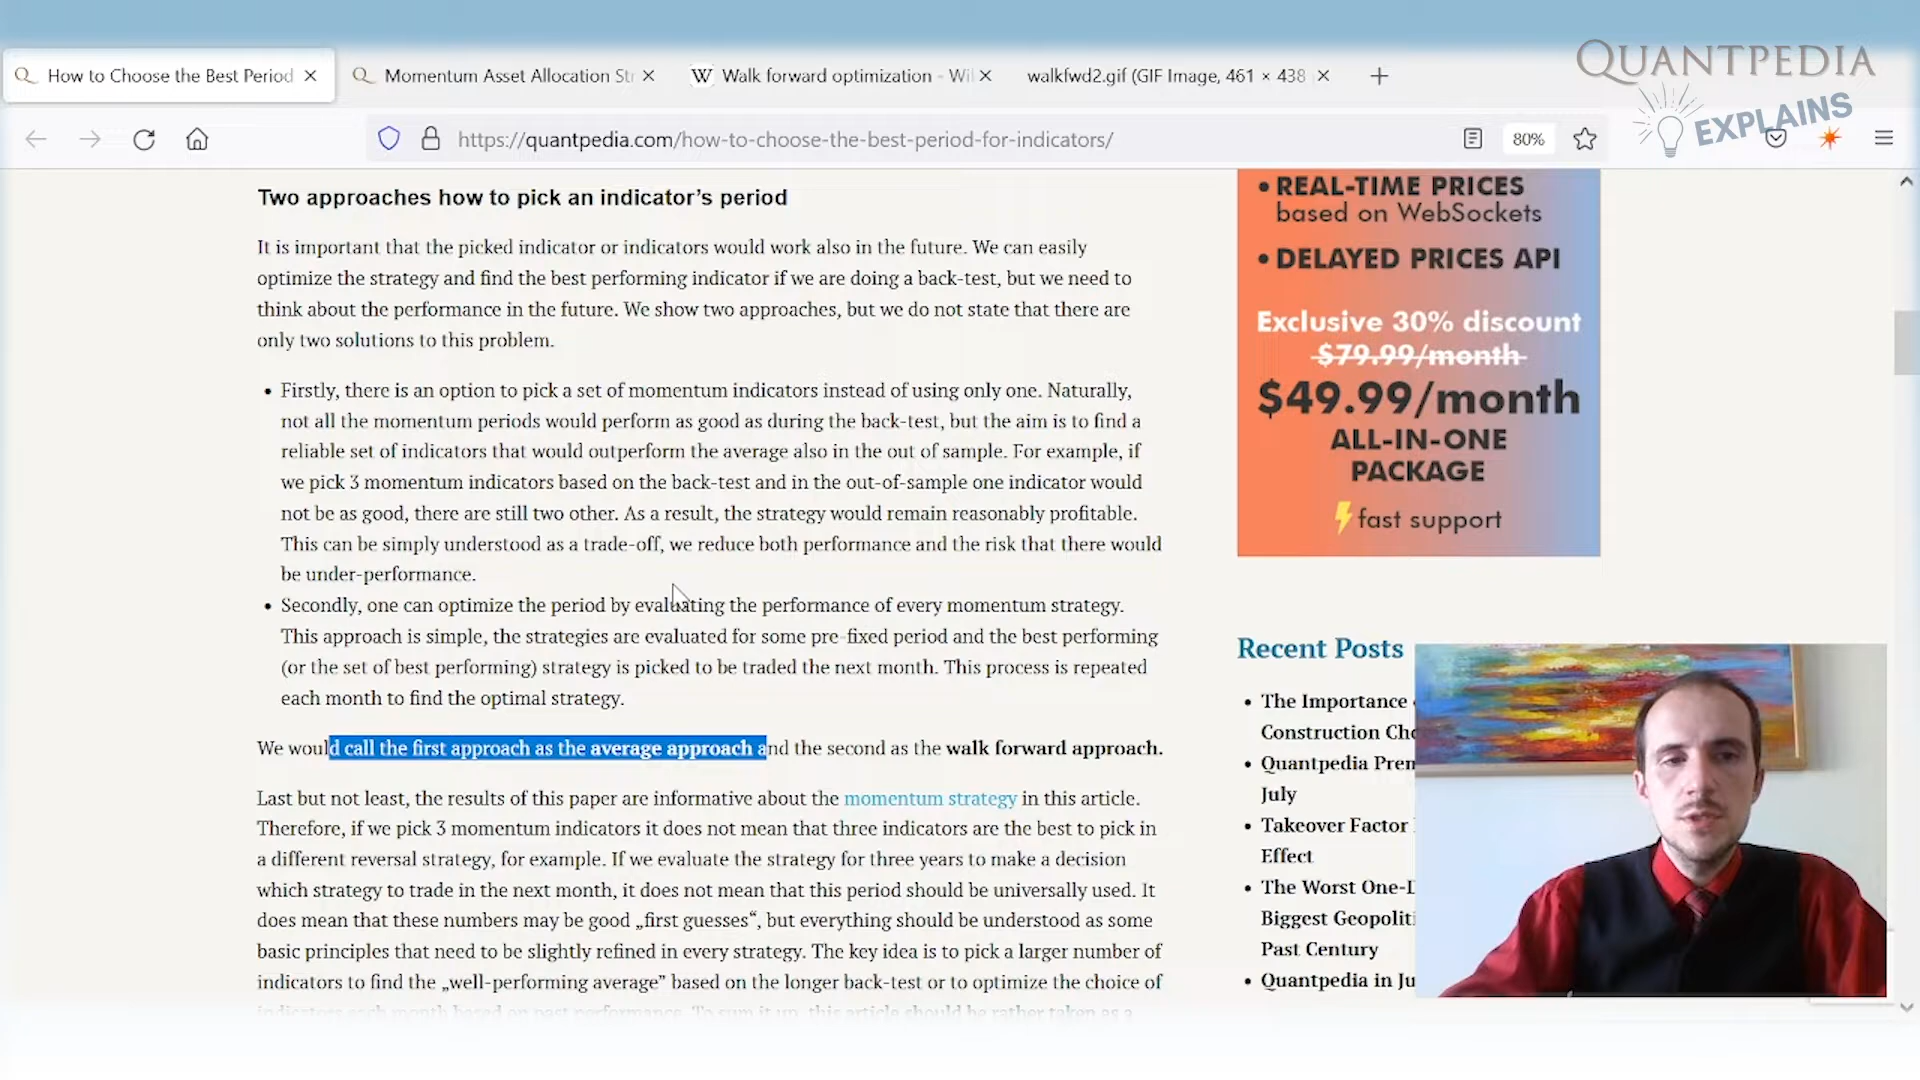 QUANTPEDIA
EXPLAINS
How to Choose the Best Period
Momentum Asset Allocation Str
W Walk forward optimization - Wil
walkfwd2.gif (GIF Image, 461 × 438
https://quantpedia.com/how-to-choose-the-best-period-for-indicators/
80%
Two approaches how to pick an indicator's period
It is important that the picked indicator or indicators would work also in the future. We can easily
optimize the strategy and find the best performing indicator if we are doing a back-test, but we need to
think about the performance in the future. We show two approaches, but we do not state that there are
only two solutions to this problem.
• Firstly, there is an option to pick a set of momentum indicators instead of using only one. Naturally,
not all the momentum periods would perform as good as during the back-test, but the aim is to find a
reliable set of indicators that would outperform the average also in the out of sample. For example, if
we pick 3 momentum indicators based on the back-test and in the out-of-sample one indicator would
not be as good, there are still two other. As a result, the strategy would remain reasonably profitable.
This can be simply understood as a trade-off, we reduce both performance and the risk that there would
be under-performance.
• Secondly, one can optimize the period by evaluating the performance of every momentum strategy.
This approach is simple, the strategies are evaluated for some pre-fixed period and the best performing
(or the set of best performing) strategy is picked to be traded the next month. This process is repeated
each month to find the optimal strategy.
We would call the first approach as the average approach and the second as the walk forward approach.
Last but not least, the results of this paper are informative about the momentum strategy in this article.
Therefore, if we pick 3 momentum indicators it does not mean that three indicators are the best to pick in
a different reversal strategy, for example. If we evaluate the strategy for three years to make a decision
which strategy to trade in the next month, it does not mean that this period should be universally used. It
does mean that these numbers may be good „first guesses“, but everything should be understood as some
basic principles that need to be slightly refined in every strategy. The key idea is to pick a larger number of
indicators to find the „well-performing average” based on the longer back-test or to optimize the choice of
indicators each month based on past performance. To sum it up, this article should be rather taken as a
• REAL-TIME PRICES
based on WebSockets
• DELAYED PRICES API
Exclusive 30% discount
$79.99/month
$49.99/month
ALL-IN-ONE
PACKAGE
fast support
Recent Posts
• The Importance
Construction Cho
• Quantpedia Pren
July
• Takeover Factor
Effect
• The Worst One-D
Biggest Geopoliti
Past Century
• Quantpedia in Ju